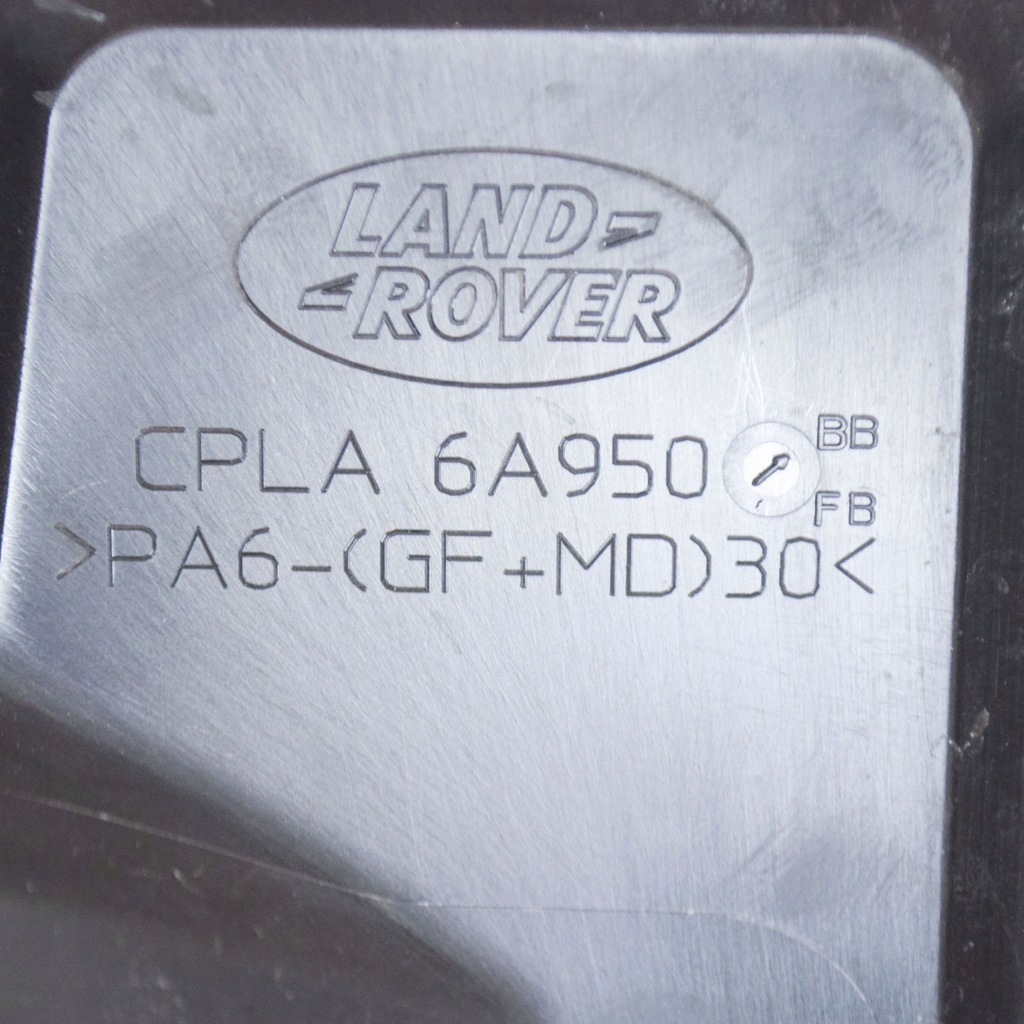 LAND
ROVER
CPLA 6A950 BB
FB
>PA6-(GF+MD)30<